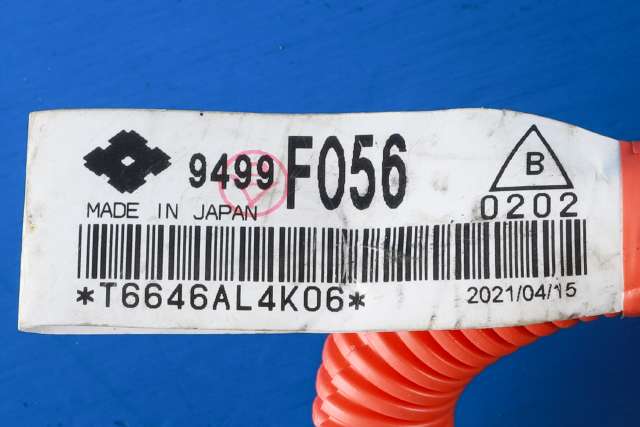 9499 F056
B
MADE IN JAPAN
0202
*T6646AL4K06*
2021/04/15